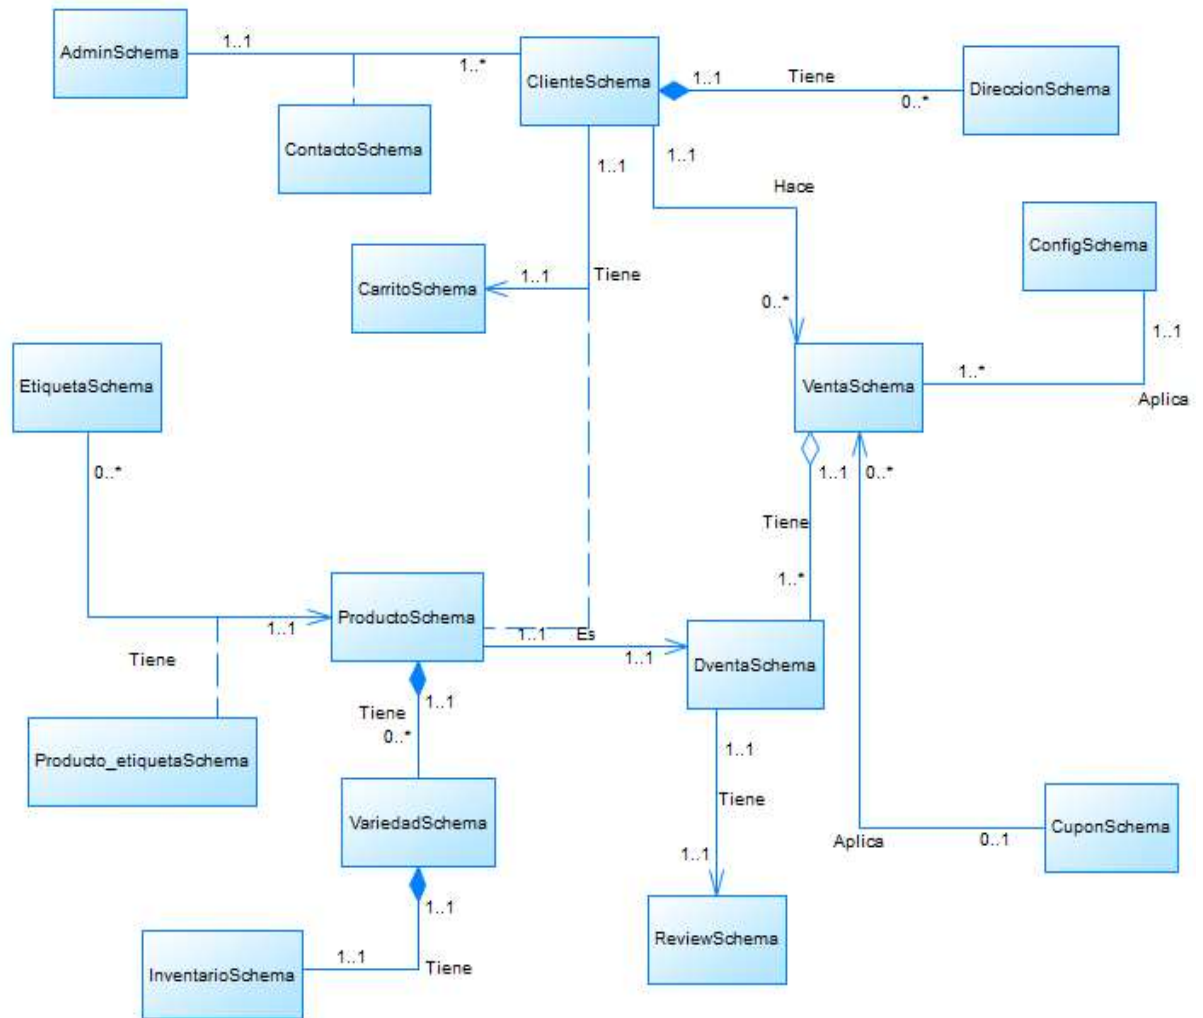 AdminSchema
1..1
1..*
ClienteSchema
1..1
Tiene
0..*
DireccionSchema
ContactoSchema
1..1
1..1
Hace
ConfigSchema
CarritoSchema
1..1
Tiene
0..*
1..1
EtiquetaSchema
VentaSchema
1..*
Aplica
0..*
1..1
0..*
Tiene
1..*
ProductoSchema
1..1
1..1
Es
1..1
Tiene
DventaSchema
Producto_etiquetaSchema
1..1
Tiene
0..*
1..1
Tiene
VariedadSchema
CuponSchema
Aplica
0..1
1..1
1..1
ReviewSchema
InventarioSchema
1..1
Tiene